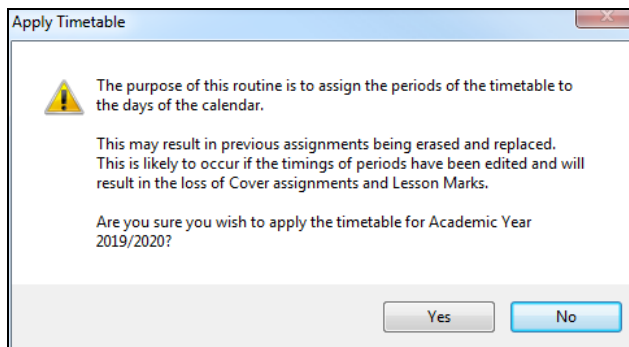 Apply Timetable
The purpose of this routine is to assign the periods of the timetable to
the days of the calendar.
This may result in previous assignments being erased and replaced.
This is likely to occur if the timings of periods have been edited and will
result in the loss of Cover assignments and Lesson Marks.
Are you sure you wish to apply the timetable for Academic Year
2019/2020?
Yes
No